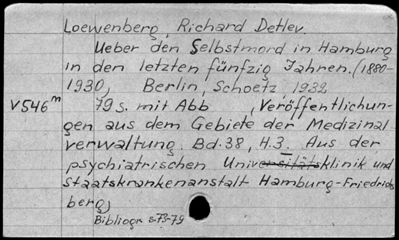 Loewenberg, Richard Detlev.
Ueber den Selbstmord in Hamburg
in den letzten fünfzig Jahren. (1880-
1930), Berlin, Schoetz, 1932
V546m 79 s. mit Abb , Veröffentlichun-
gen aus dem Gebiete der Medizinal
verwaltung. Bd. 38, H.3. Aus der
psychiatrischen Universitätsklinik und
Staatskrankenanstalt Hamburg-Friedrichs
berg)
Bibliogr s-73-79